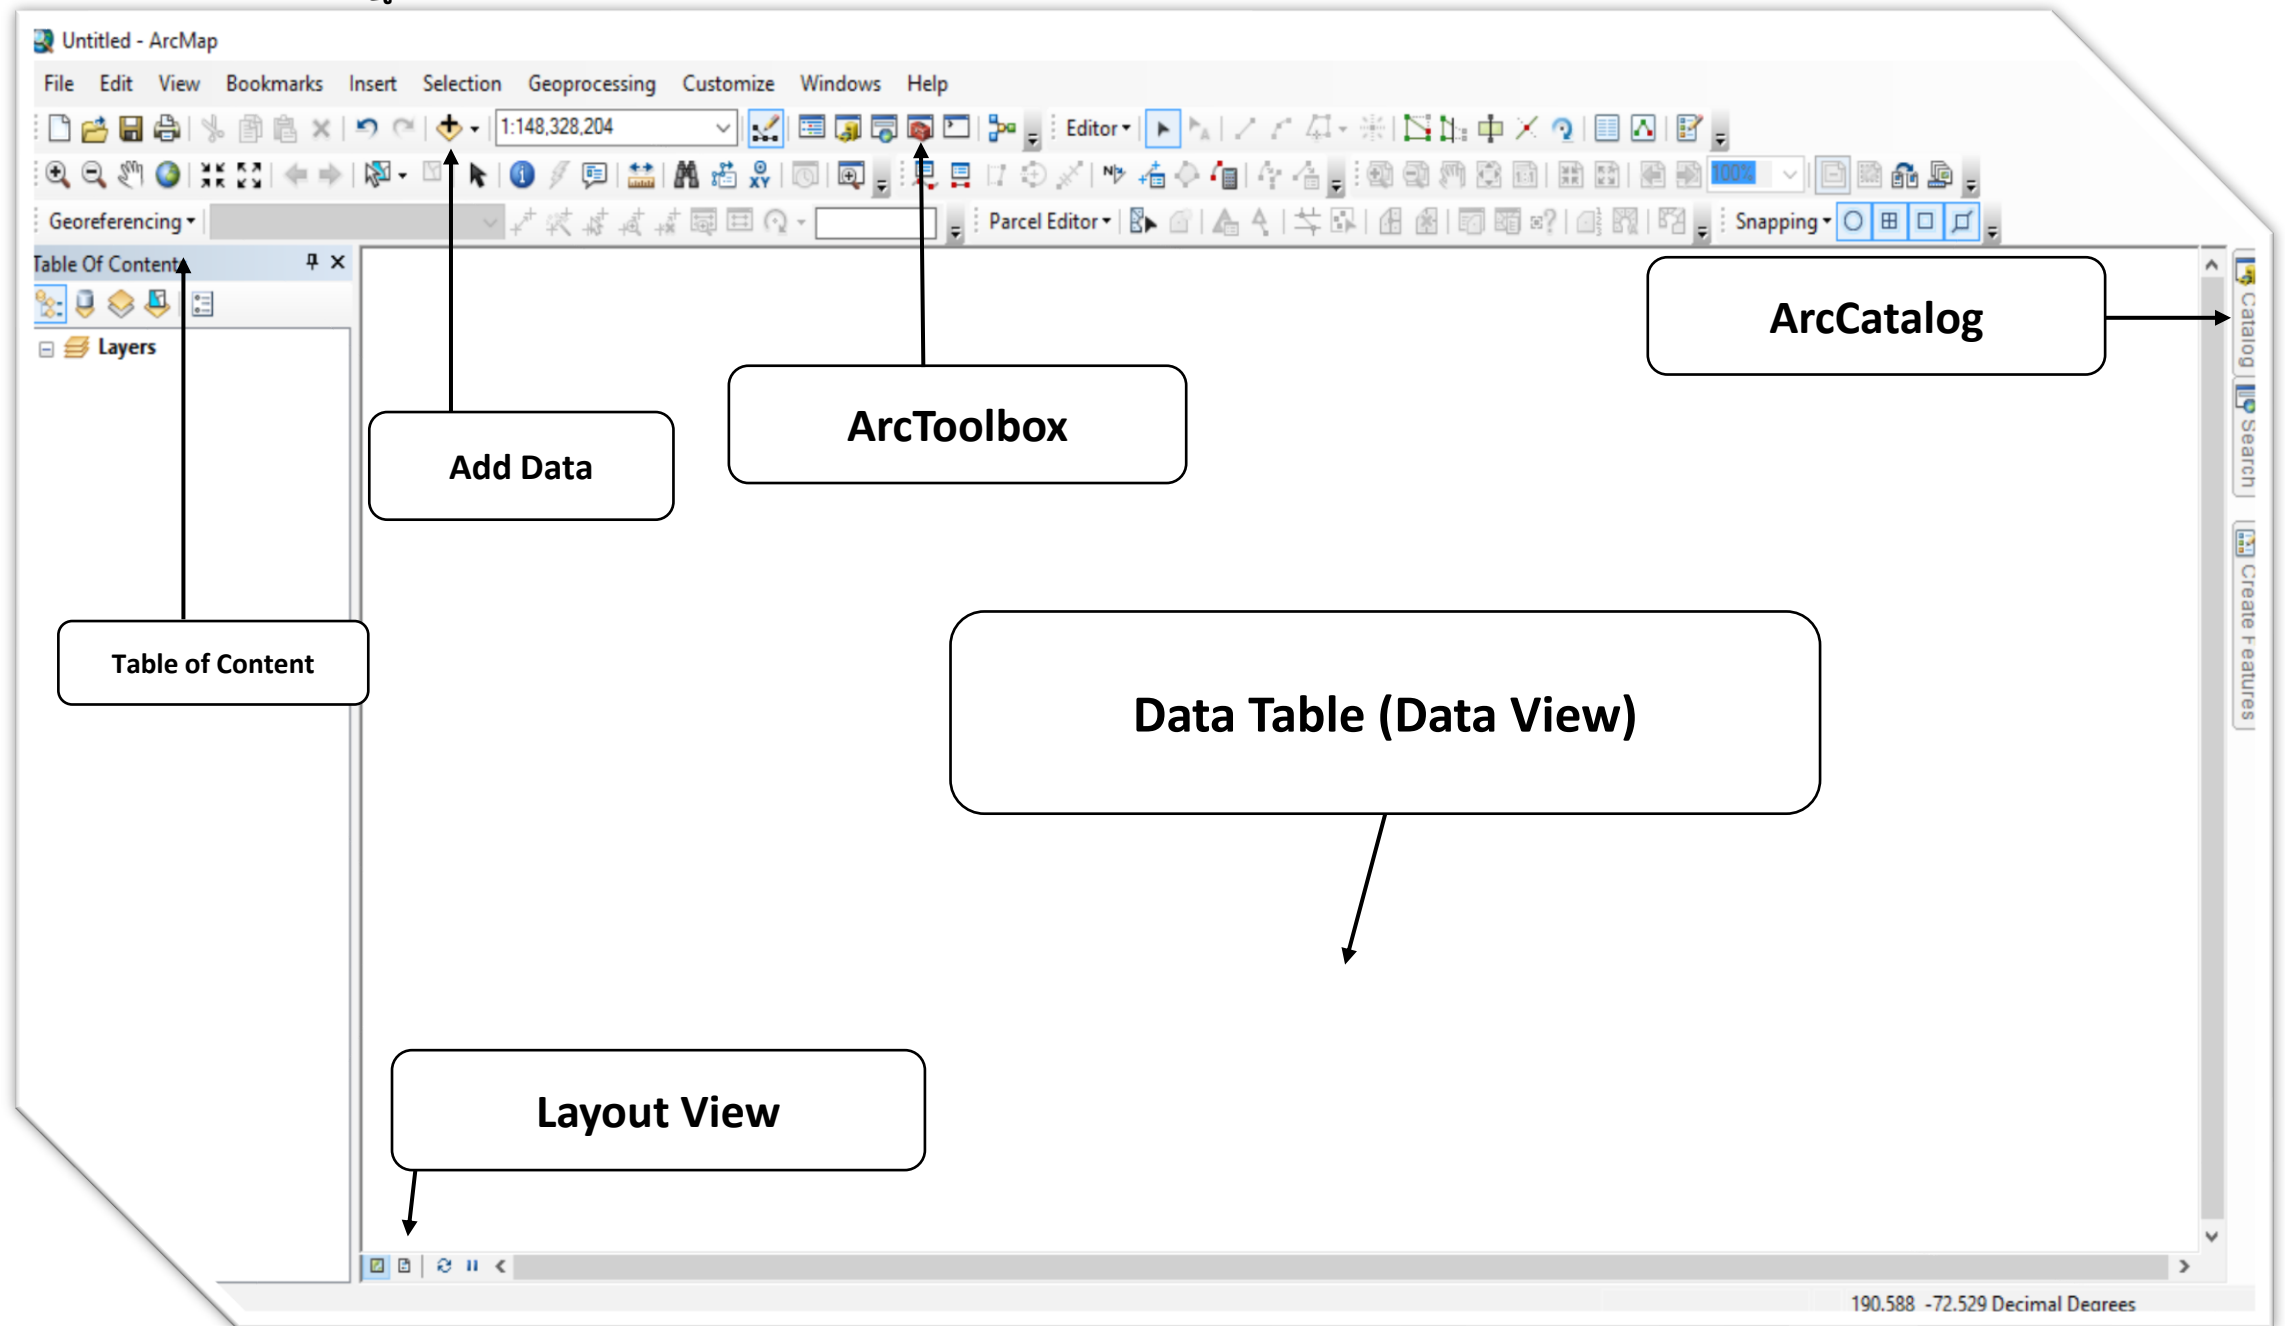 Untitled - ArcMap
File Edit View Bookmarks Insert Selection Geoprocessing Customize Windows Help
1:148,328,204 Editor
100%
Georeferencing Parcel Editor Snapping
Table Of Content
Layers
Catalog
Search
Create Features
ArcCatalog
ArcToolbox
Add Data
Table of Content
Data Table (Data View)
Layout View
190.588 -72.529 Decimal Degrees